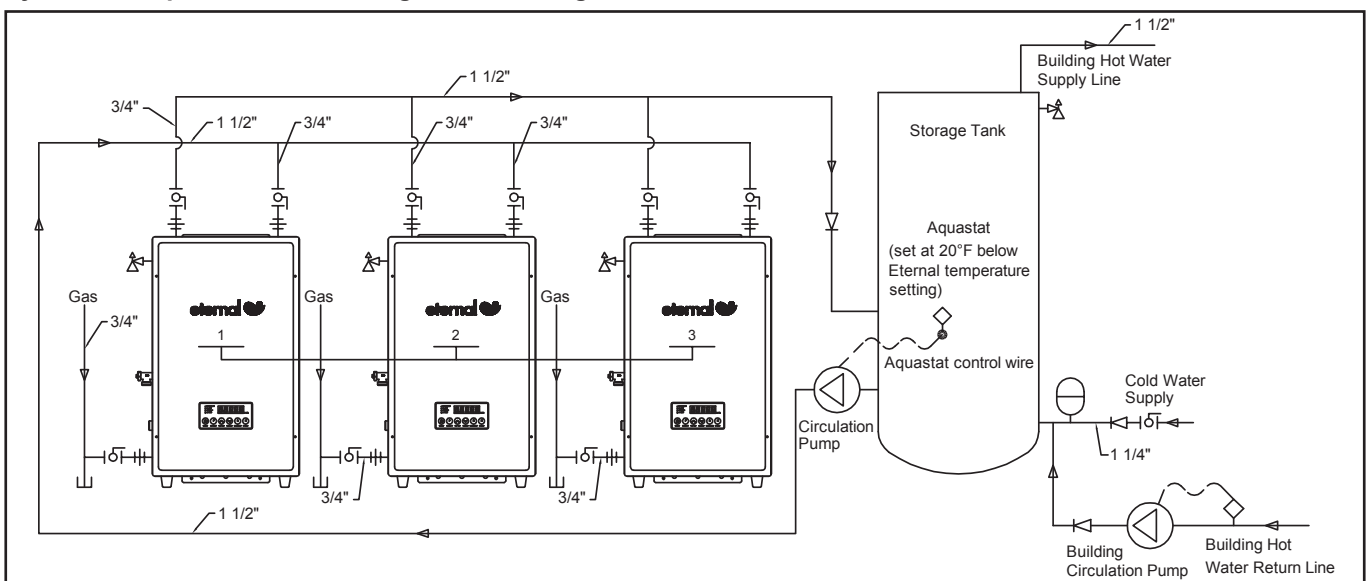 1 1/2"
Building Hot Water
Supply Line
1 1/2"
3/4"
1 1/2"
3/4"
3/4"
3/4"
Storage Tank
Aquastat
(set at 20°F below
Eternal temperature
setting)
Aquastat control wire
Gas
3/4"
eternal
1
Gas
eternal
2
Gas
eternal
3
3/4"
3/4"
Circulation
Pump
Cold Water
Supply
1 1/4"
1 1/2"
Building
Circulation Pump
Building Hot
Water Return Line